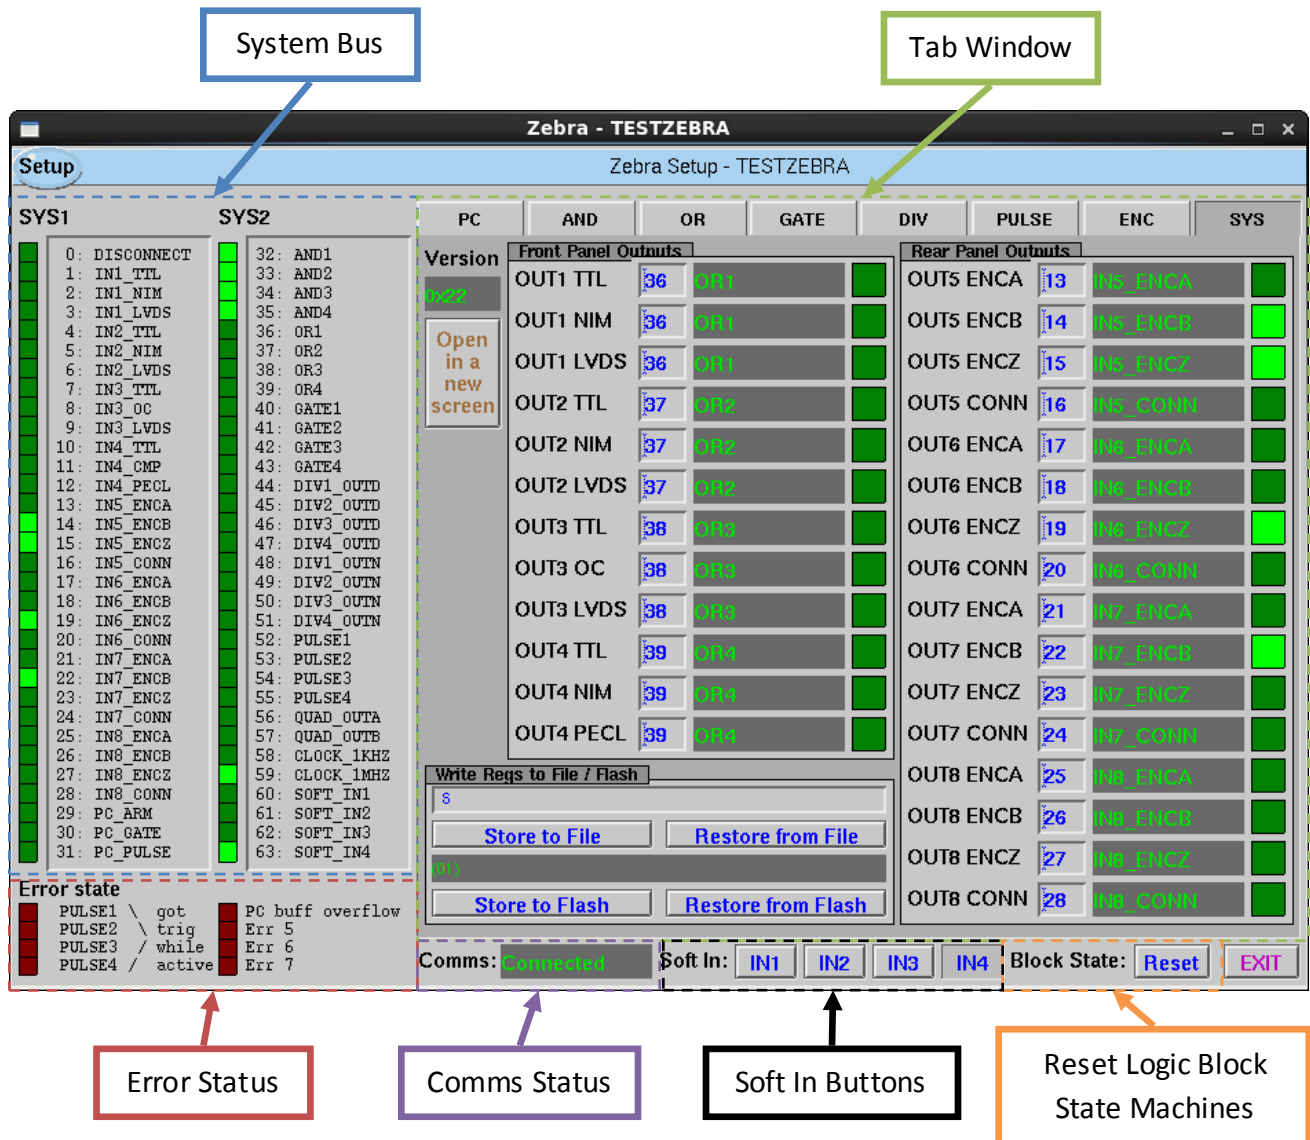 System Bus
Tab Window
Zebra - TESTZEBRA
Setup
Zebra Setup - TESTZEBRA
SYS1
SYS2
0: DISCONNECT
1: IN1_TTL
2: IN1_NIM
3: IN1_LVDS
4: IN2_TTL
5: IN2_NIM
6: IN2_LVDS
7: IN3_TTL
8: IN3_OC
9: IN3_LVDS
10: IN4_TTL
11: IN4_CMP
12: IN4_PECL
13: IN5_ENCA
14: IN5_ENCB
15: IN5_ENCZ
16: IN5_CONN
17: IN6_ENCA
18: IN6_ENCB
19: IN6_ENCZ
20: IN6_CONN
21: IN7_ENCA
22: IN7_ENCB
23: IN7_ENCZ
24: IN7_CONN
25: IN8_ENCA
26: IN8_ENCB
27: IN8_ENCZ
28: IN8_CONN
29: PC_ARM
30: PC_GATE
31: PC_PULSE
32: AND1
33: AND2
34: AND3
35: AND4
36: OR1
37: OR2
38: OR3
39: OR4
40: GATE1
41: GATE2
42: GATE3
43: GATE4
44: DIV1_OUTD
45: DIV2_OUTD
46: DIV3_OUTD
47: DIV4_OUTD
48: DIV1_OUTN
49: DIV2_OUTN
50: DIV3_OUTN
51: DIV4_OUTN
52: PULSE1
53: PULSE2
54: PULSE3
55: PULSE4
56: QUAD_OUTA
57: QUAD_OUTB
58: CLOCK_1KHZ
59: CLOCK_1MHZ
60: SOFT_IN1
61: SOFT_IN2
62: SOFT_IN3
63: SOFT_IN4
PC AND OR GATE DIV PULSE ENC SYS
Version
0x22
Open
in a
new
screen
Front Panel Outputs
OUT1 TTL 36 OR1
OUT1 NIM 36 OR1
OUT1 LVDS 36 OR1
OUT2 TTL 37 OR2
OUT2 NIM 37 OR2
OUT2 LVDS 37 OR2
OUT3 TTL 38 OR3
OUT3 OC 38 OR3
OUT3 LVDS 38 OR3
OUT4 TTL 39 OR4
OUT4 NIM 39 OR4
OUT4 PECL 39 OR4
Rear Panel Outputs
OUT5 ENCA 13 IN5_ENCA
OUT5 ENCB 14 IN5_ENCB
OUT5 ENCZ 15 IN5_ENCZ
OUT5 CONN 16 IN5_CONN
OUT6 ENCA 17 IN6_ENCA
OUT6 ENCB 18 IN6_ENCB
OUT6 ENCZ 19 IN6_ENCZ
OUT6 CONN 20 IN6_CONN
OUT7 ENCA 21 IN7_ENCA
OUT7 ENCB 22 IN7_ENCB
OUT7 ENCZ 23 IN7_ENCZ
OUT7 CONN 24 IN7_CONN
OUT8 ENCA 25 IN8_ENCA
OUT8 ENCB 26 IN8_ENCB
OUT8 ENCZ 27 IN8_ENCZ
OUT8 CONN 28 IN8_CONN
Write Regs to File / Flash
S
Store to File Restore from File
(01)
Store to Flash Restore from Flash
Error state
PULSE1 \ got
PULSE2 \ trig
PULSE3 / while
PULSE4 / active
PC buff overflow
Err 5
Err 6
Err 7
Comms: Connected
Soft In: IN1 IN2 IN3 IN4
Block State: Reset
EXIT
Error Status
Comms Status
Soft In Buttons
Reset Logic Block
State Machines